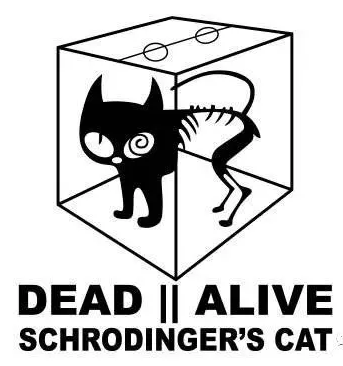 DEAD || ALIVE
SCHRODINGER'S CAT